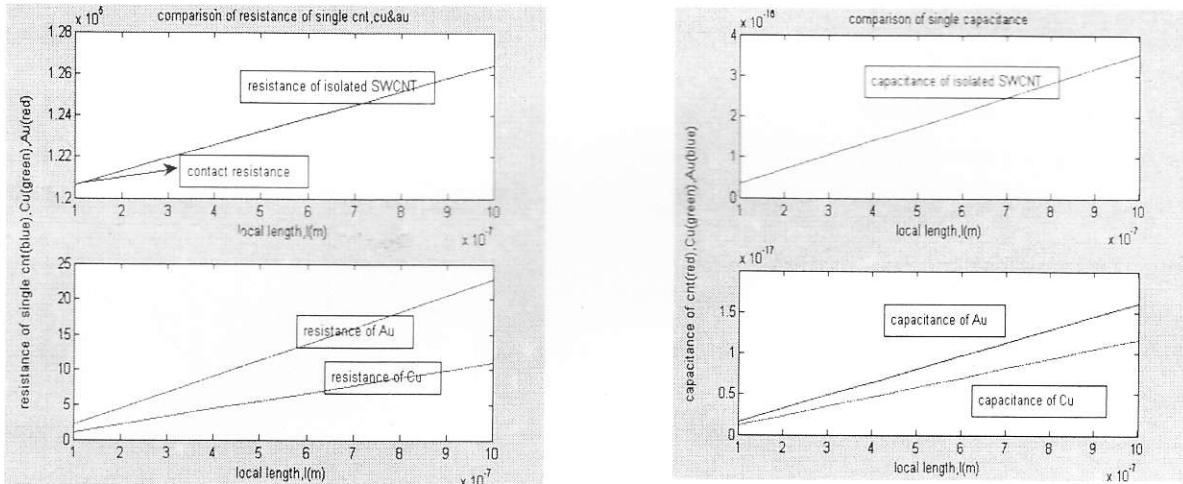 comparison of resistance of single cnt,cu&au
x 10^6
1.28
1.26
1.24
1.22
1.2
resistance of isolated SWCNT
contact resistance
1 2 3 4 5 6 7 8 9 10
local length,l(m)
x 10^-7
resistance of single cnt(blue),Cu(green),Au(red)
25
20
15
10
5
0
resistance of Au
resistance of Cu
1 2 3 4 5 6 7 8 9 10
local length,l(m)
x 10^-7
comparison of single capacitance
x 10^-16
4
3
2
1
0
capacitance of isolated SWCNT
1 2 3 4 5 6 7 8 9 10
local length,l(m)
x 10^-7
capacitance of cnt(red),Cu(green),Au(blue)
x 10^-17
1.5
1
0.5
0
capacitance of Au
capacitance of Cu
1 2 3 4 5 6 7 8 9 10
local length,l(m)
x 10^-7